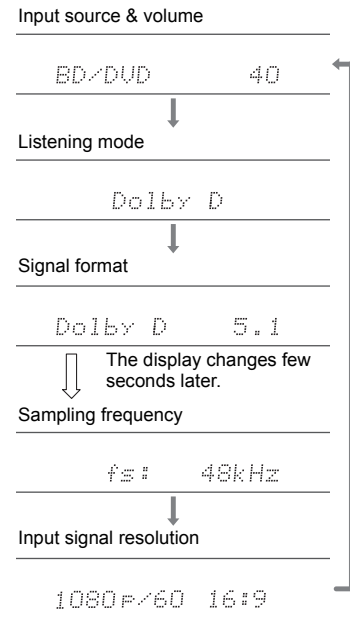 Input source & volume
BD/DVD 40
Listening mode
Dolby D
Signal format
Dolby D 5.1
The display changes few
seconds later.
Sampling frequency
fs: 48kHz
Input signal resolution
1080p/60 16:9